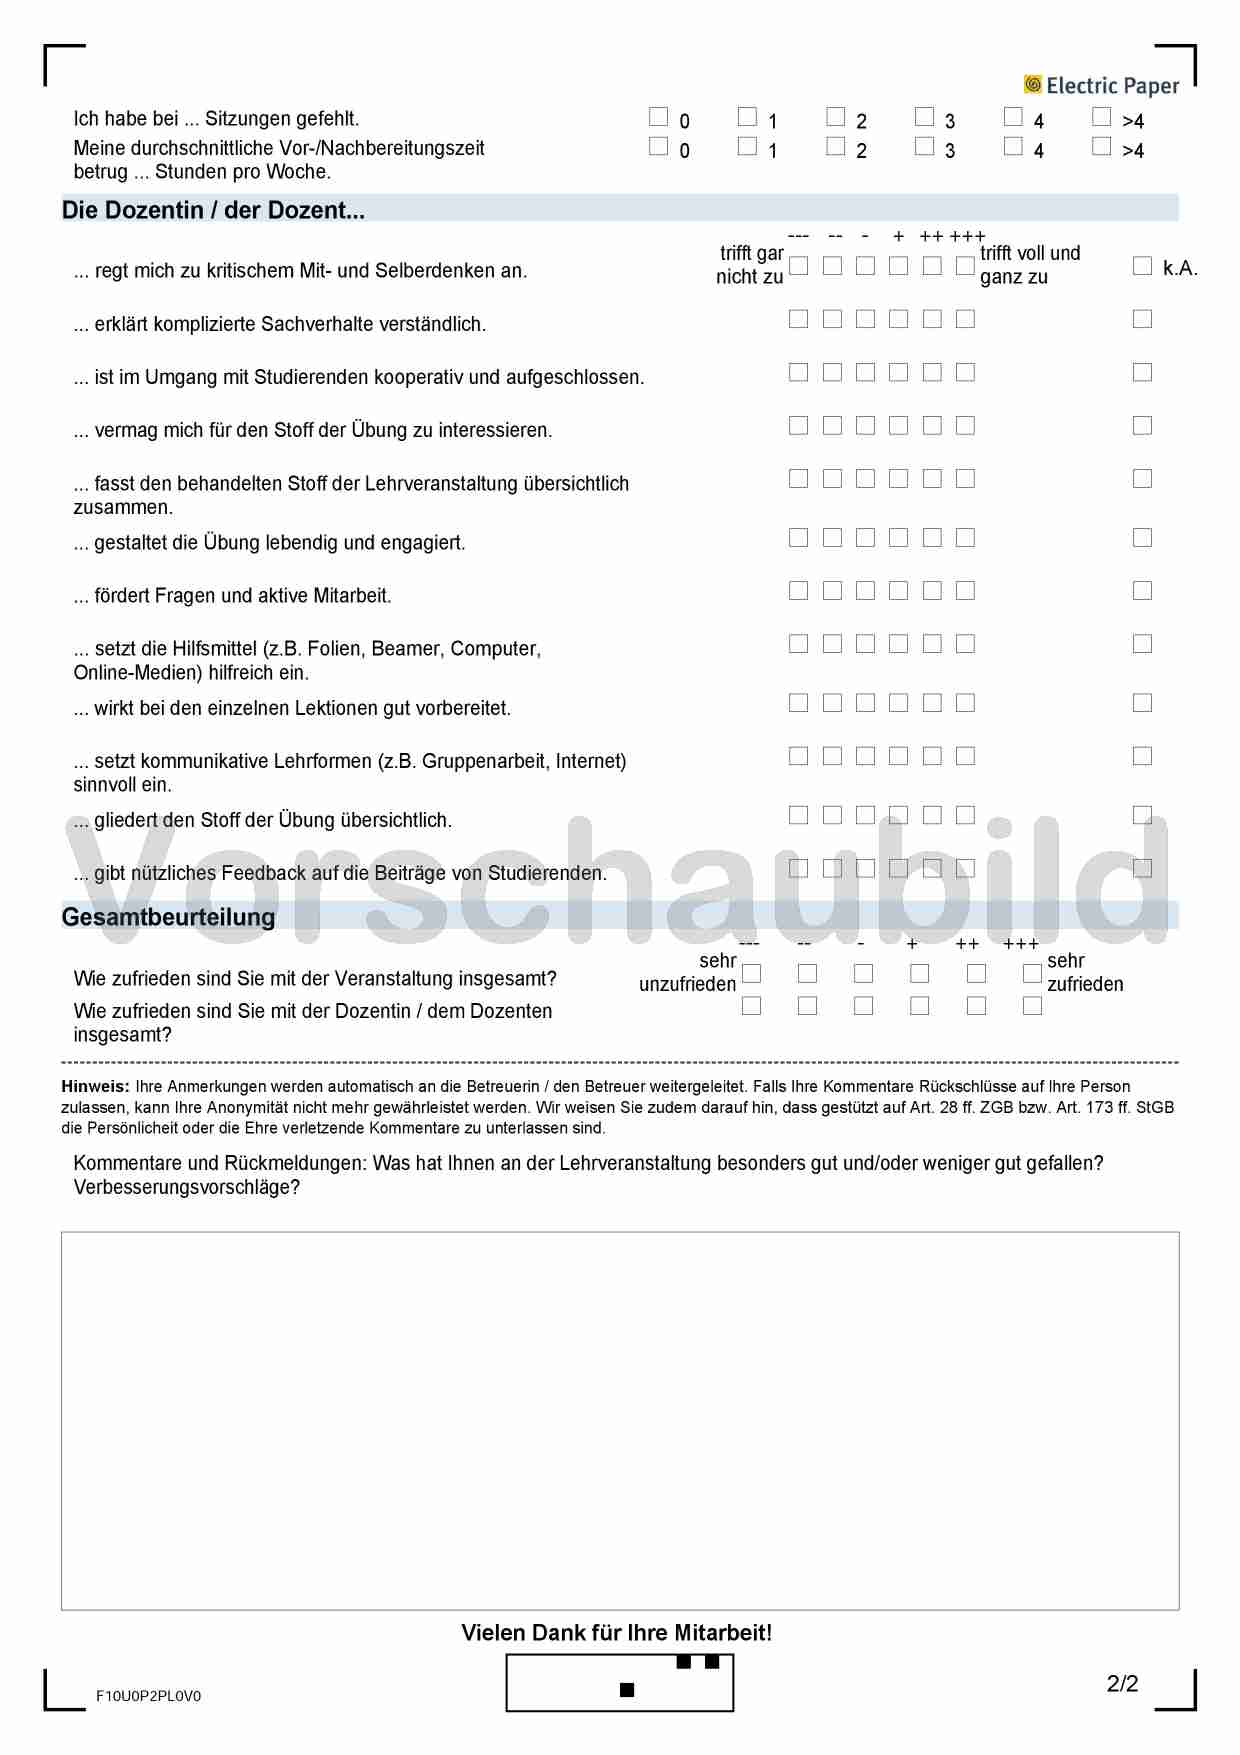 Electric Paper
Ich habe bei ... Sitzungen gefehlt. 0 1 2 3 4 >4
Meine durchschnittliche Vor-/Nachbereitungszeit 0 1 2 3 4 >4
betrug ... Stunden pro Woche.
Die Dozentin / der Dozent...
--- -- - + ++ +++
trifft gar trifft voll und
... regt mich zu kritischem Mit- und Selberdenken an. nicht zu ganz zu k.A.
... erklärt komplizierte Sachverhalte verständlich.
... ist im Umgang mit Studierenden kooperativ und aufgeschlossen.
... vermag mich für den Stoff der Übung zu interessieren.
... fasst den behandelten Stoff der Lehrveranstaltung übersichtlich
zusammen.
... gestaltet die Übung lebendig und engagiert.
... fördert Fragen und aktive Mitarbeit.
... setzt die Hilfsmittel (z.B. Folien, Beamer, Computer,
Online-Medien) hilfreich ein.
... wirkt bei den einzelnen Lektionen gut vorbereitet.
... setzt kommunikative Lehrformen (z.B. Gruppenarbeit, Internet)
sinnvoll ein.
... gliedert den Stoff der Übung übersichtlich.
Vorschaubild
... gibt nützliches Feedback auf die Beiträge von Studierenden.
Gesamtbeurteilung
--- -- - + ++ +++
sehr sehr
Wie zufrieden sind Sie mit der Veranstaltung insgesamt? unzufrieden zufrieden
Wie zufrieden sind Sie mit der Dozentin / dem Dozenten
insgesamt?
Hinweis: Ihre Anmerkungen werden automatisch an die Betreuerin / den Betreuer weitergeleitet. Falls Ihre Kommentare Rückschlüsse auf Ihre Person
zulassen, kann Ihre Anonymität nicht mehr gewährleistet werden. Wir weisen Sie zudem darauf hin, dass gestützt auf Art. 28 ff. ZGB bzw. Art. 173 ff. StGB
die Persönlicheit oder die Ehre verletzende Kommentare zu unterlassen sind.
Kommentare und Rückmeldungen: Was hat Ihnen an der Lehrveranstaltung besonders gut und/oder weniger gut gefallen?
Verbesserungsvorschläge?
Vielen Dank für Ihre Mitarbeit!
F10U0P2PL0V0
2/2